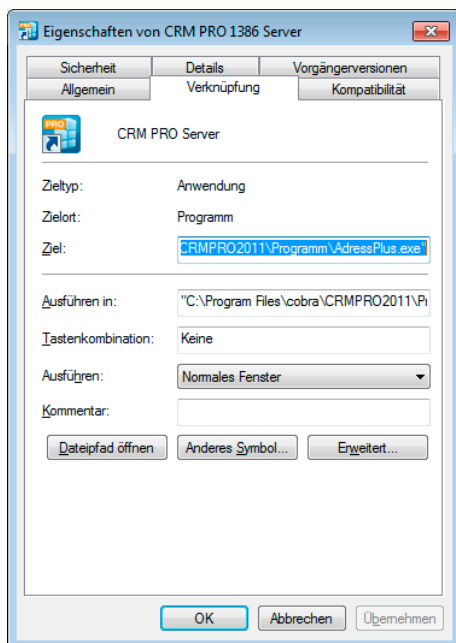 Eigenschaften von CRM PRO 1386 Server
Sicherheit Details Vorgängerversionen
Allgemein Verknüpfung Kompatibilität
PRO
CRM PRO Server
Zieltyp: Anwendung
Zielort: Programm
Ziel: CRMPRO2011\Programm\AdressPlus.exe"
Ausführen in: "C:\Program Files\cobra\CRMPRO2011\Pr
Tastenkombination: Keine
Ausführen: Normales Fenster
Kommentar:
Dateipfad öffnen Anderes Symbol... Erweitert...
OK Abbrechen Übernehmen